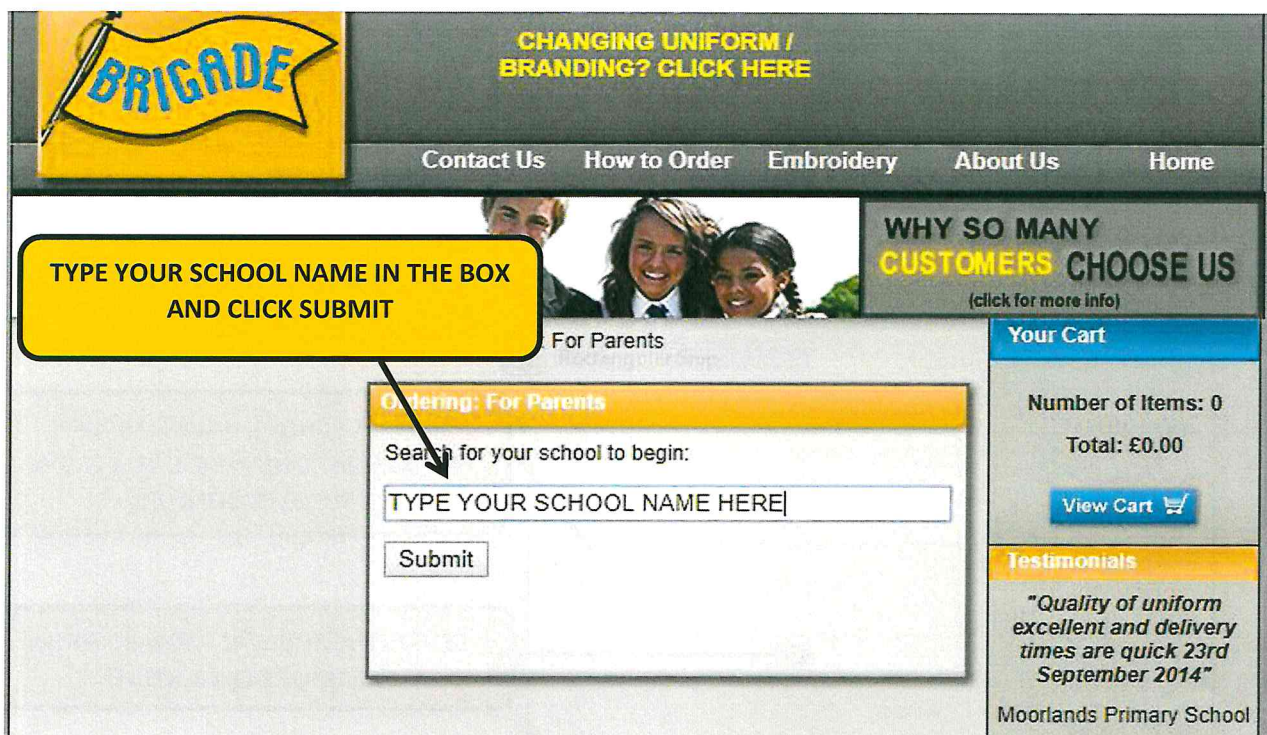 BRIGADE
CHANGING UNIFORM /
BRANDING? CLICK HERE
Contact Us How to Order Embroidery About Us Home
WHY SO MANY
CUSTOMERS CHOOSE US
(click for more info)
TYPE YOUR SCHOOL NAME IN THE BOX
AND CLICK SUBMIT
For Parents
Rectangular Snip
Ordering: For Parents
Search for your school to begin:
TYPE YOUR SCHOOL NAME HERE
Submit
Your Cart
Number of Items: 0
Total: £0.00
View Cart
Testimonials
"Quality of uniform
excellent and delivery
times are quick 23rd
September 2014"
Moorlands Primary School